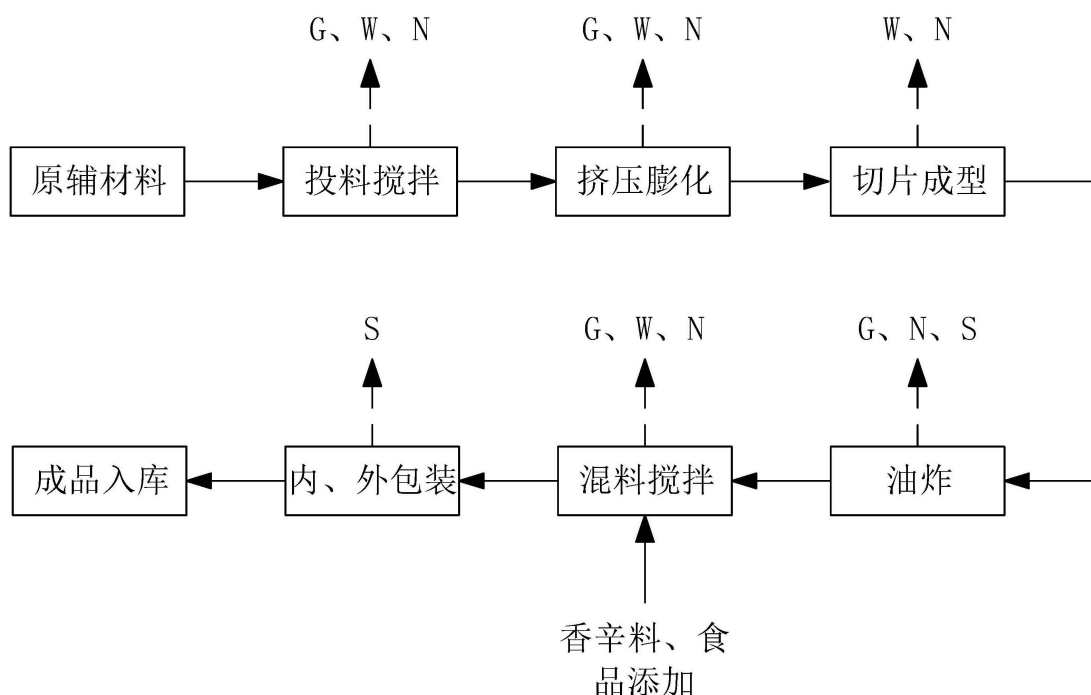 G、W、N
G、W、N
W、N
原辅材料
投料搅拌
挤压膨化
切片成型
S
G、W、N
G、N、S
成品入库
内、外包装
混料搅拌
油炸
香辛料、食
品添加